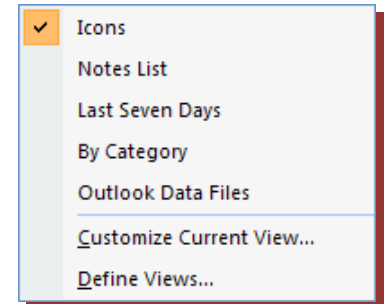 Icons
Notes List
Last Seven Days
By Category
Outlook Data Files
Customize Current View...
Define Views...